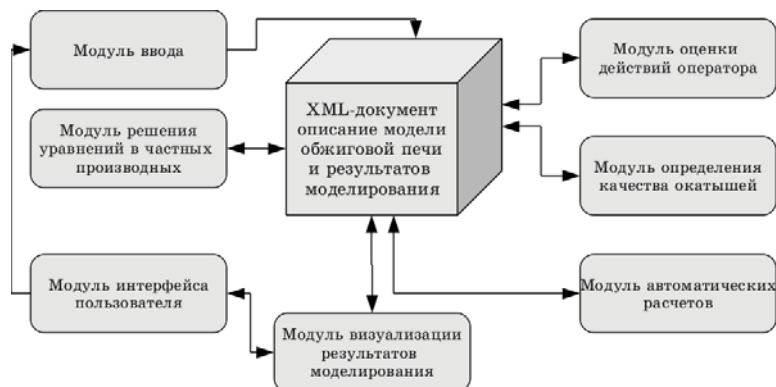 Модуль ввода
Модуль решения
уравнений в частных
производных
Модуль интерфейса
пользователя
XML-документ
описание модели
обжиговой печи
и результатов
моделирования
Модуль визуализации
результатов
моделирования
Модуль оценки
действий оператора
Модуль определения
качества окатышей
Модуль автоматических
расчетов